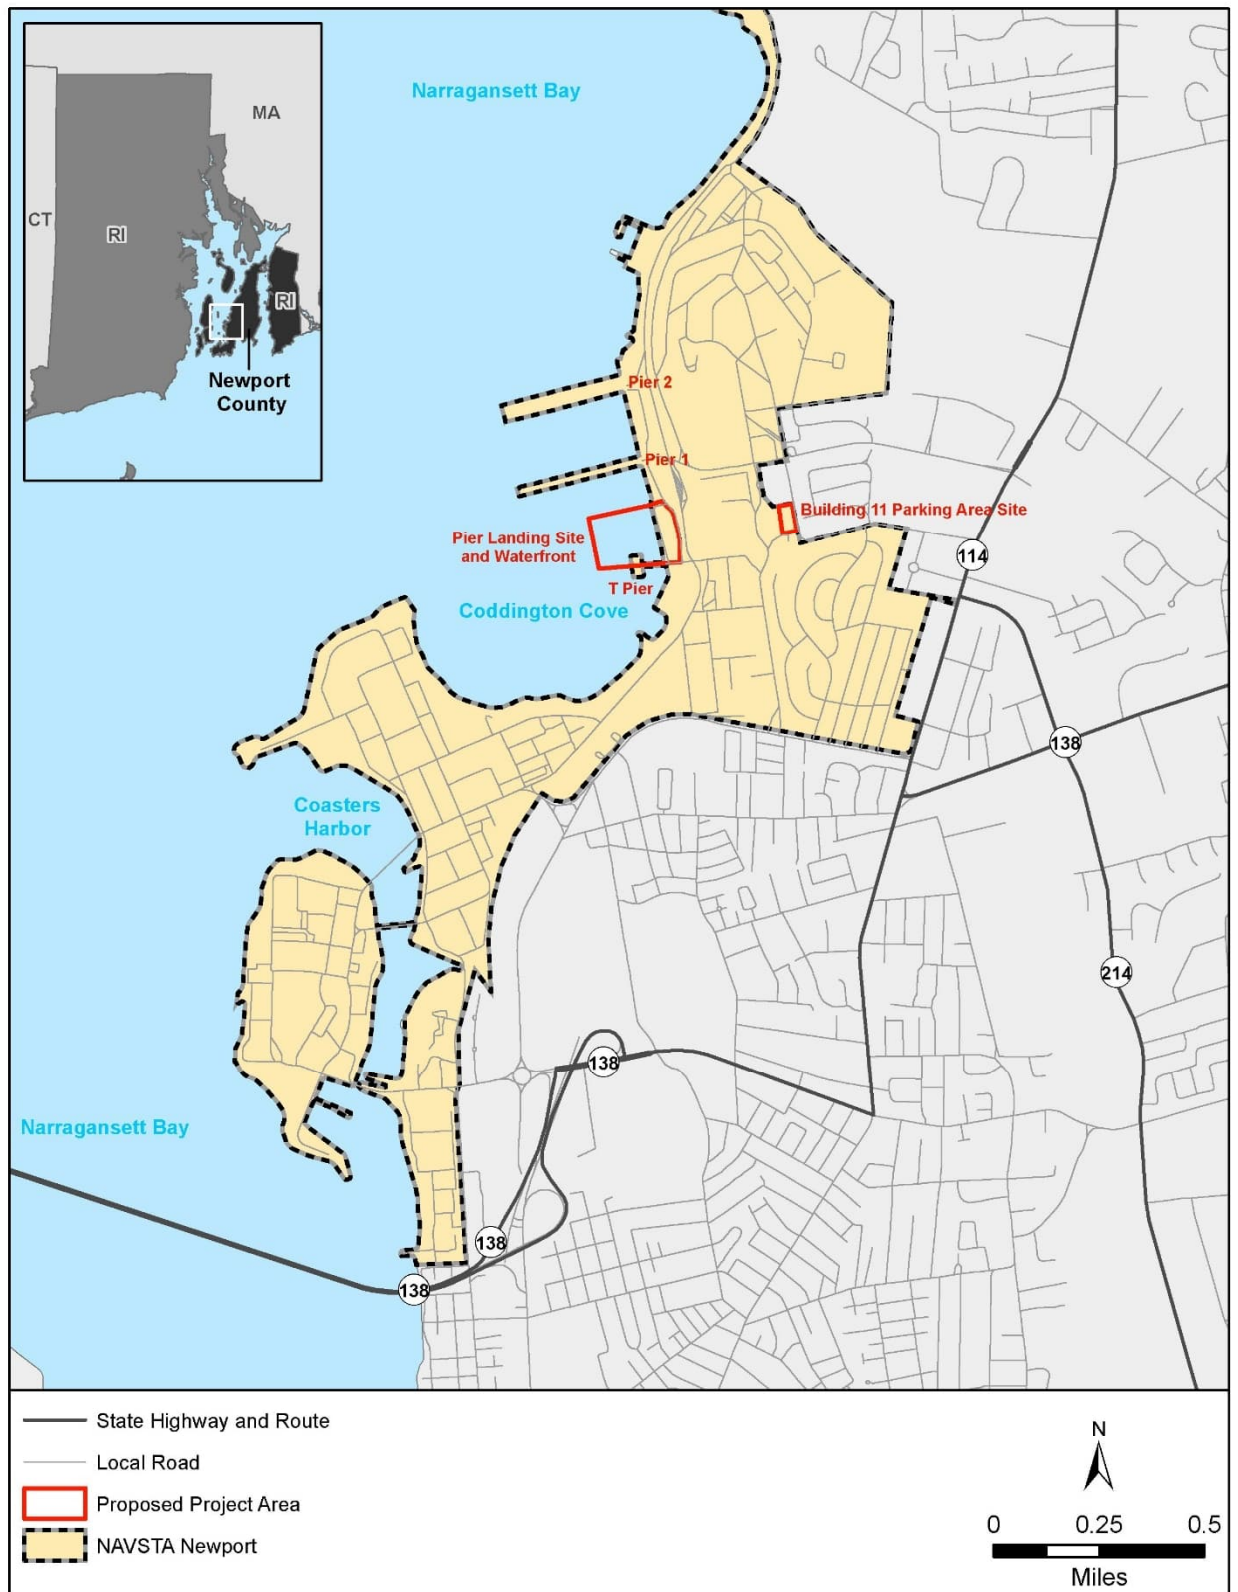 Narragansett Bay
MA
CT
RI
RI
Newport
County
Pier 2
Pier 1
Building 11 Parking Area Site
Pier Landing Site
and Waterfront
T Pier
114
Coddington Cove
138
Coasters
Harbor
214
138
Narragansett Bay
138
138
State Highway and Route
Local Road
Proposed Project Area
NAVSTA Newport
N
0 0.25 0.5
Miles